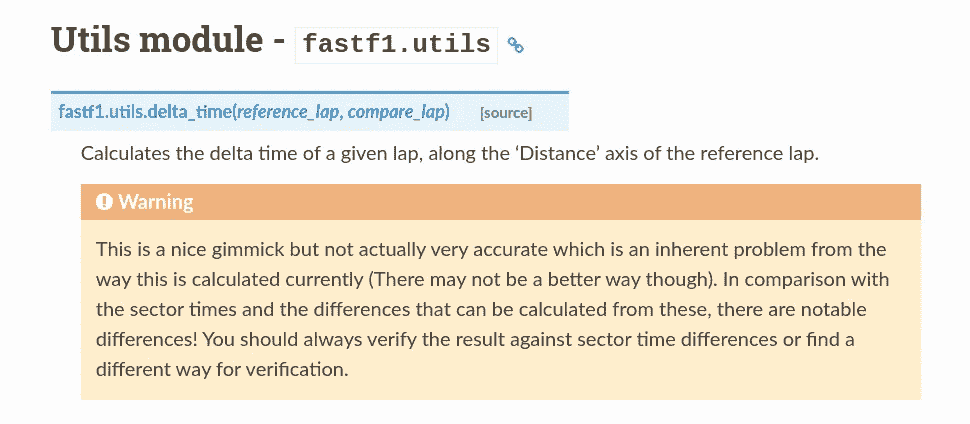 Utils module - fastf1.utils
fastf1.utils.delta_time(reference_lap, compare_lap) [source]
Calculates the delta time of a given lap, along the ‘Distance’ axis of the reference lap.
Warning
This is a nice gimmick but not actually very accurate which is an inherent problem from the
way this is calculated currently (There may not be a better way though). In comparison with
the sector times and the differences that can be calculated from these, there are notable
differences! You should always verify the result against sector time differences or find a
different way for verification.